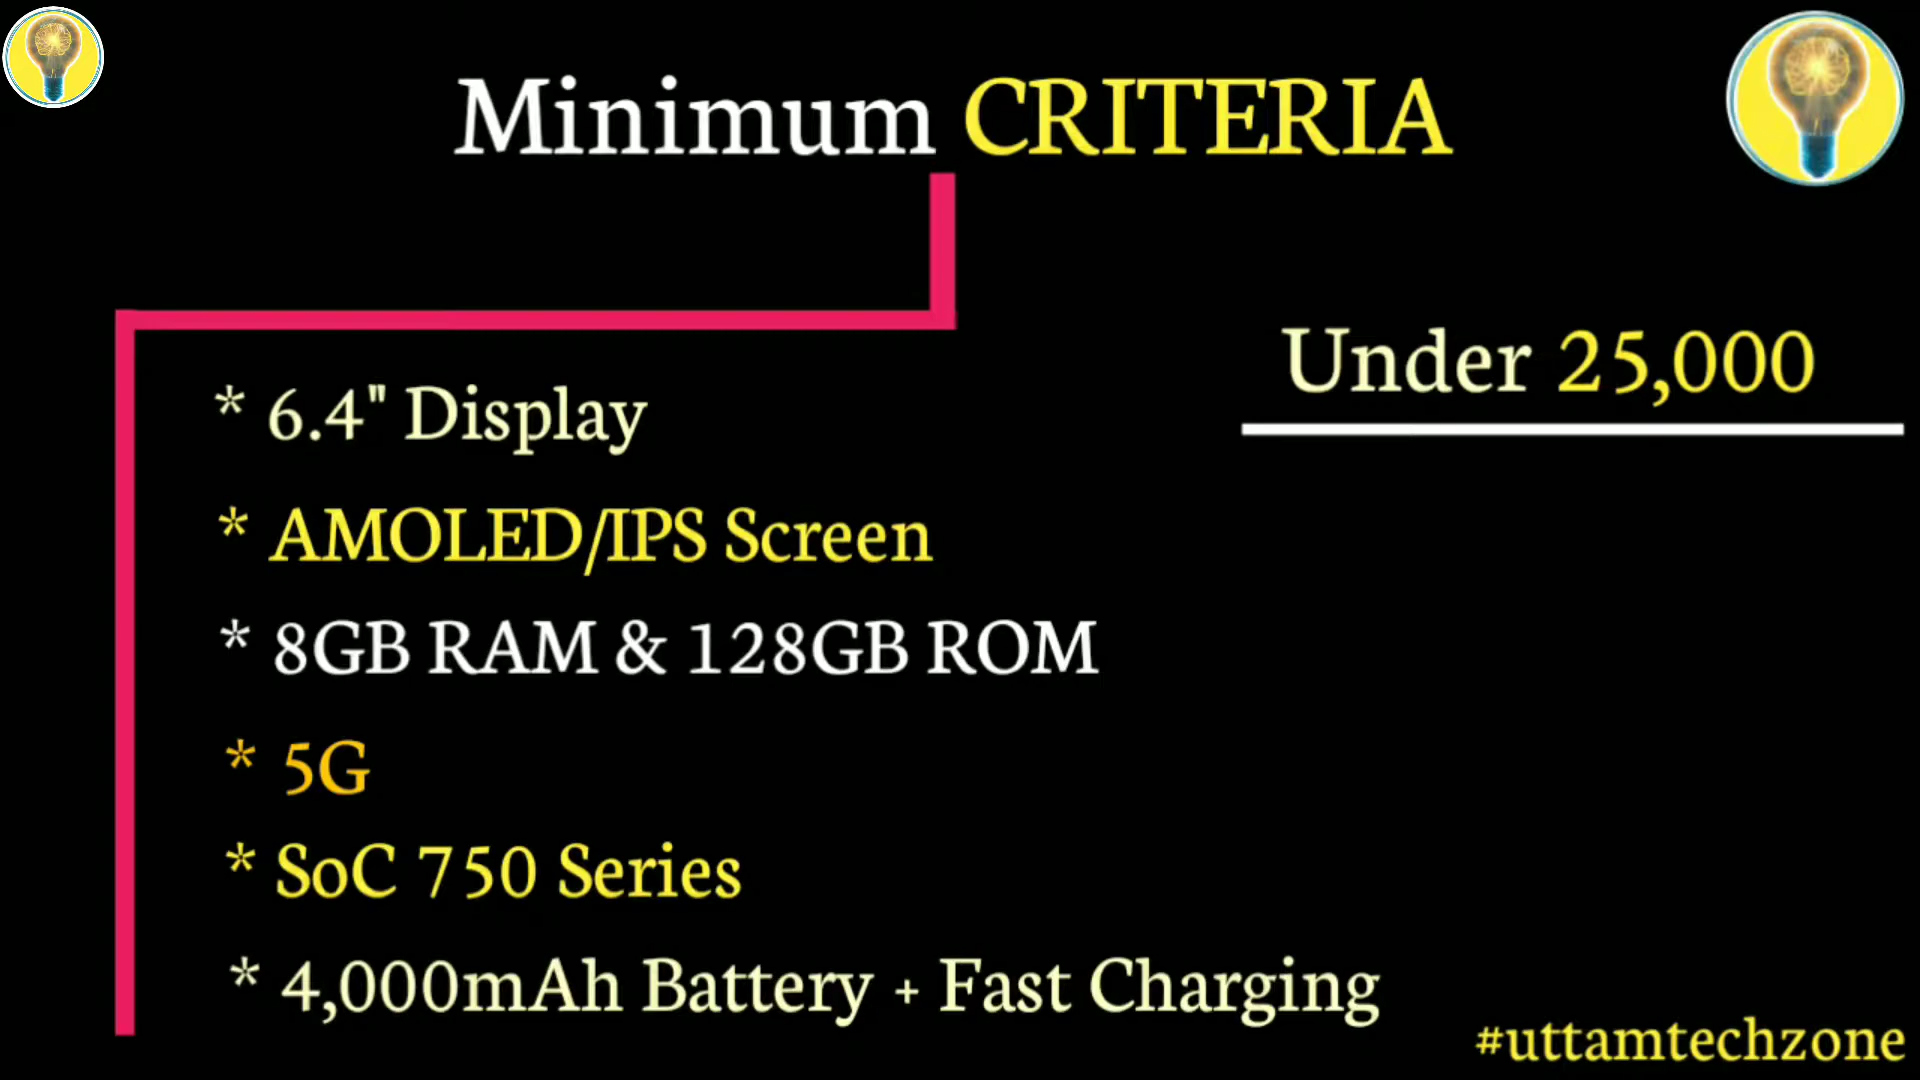 Minimum CRITERIA
Under 25,000
* 6.4" Display
* AMOLED/IPS Screen
* 8GB RAM & 128GB ROM
* 5G
* SoC 750 Series
* 4,000mAh Battery + Fast Charging
#uttamtechzone